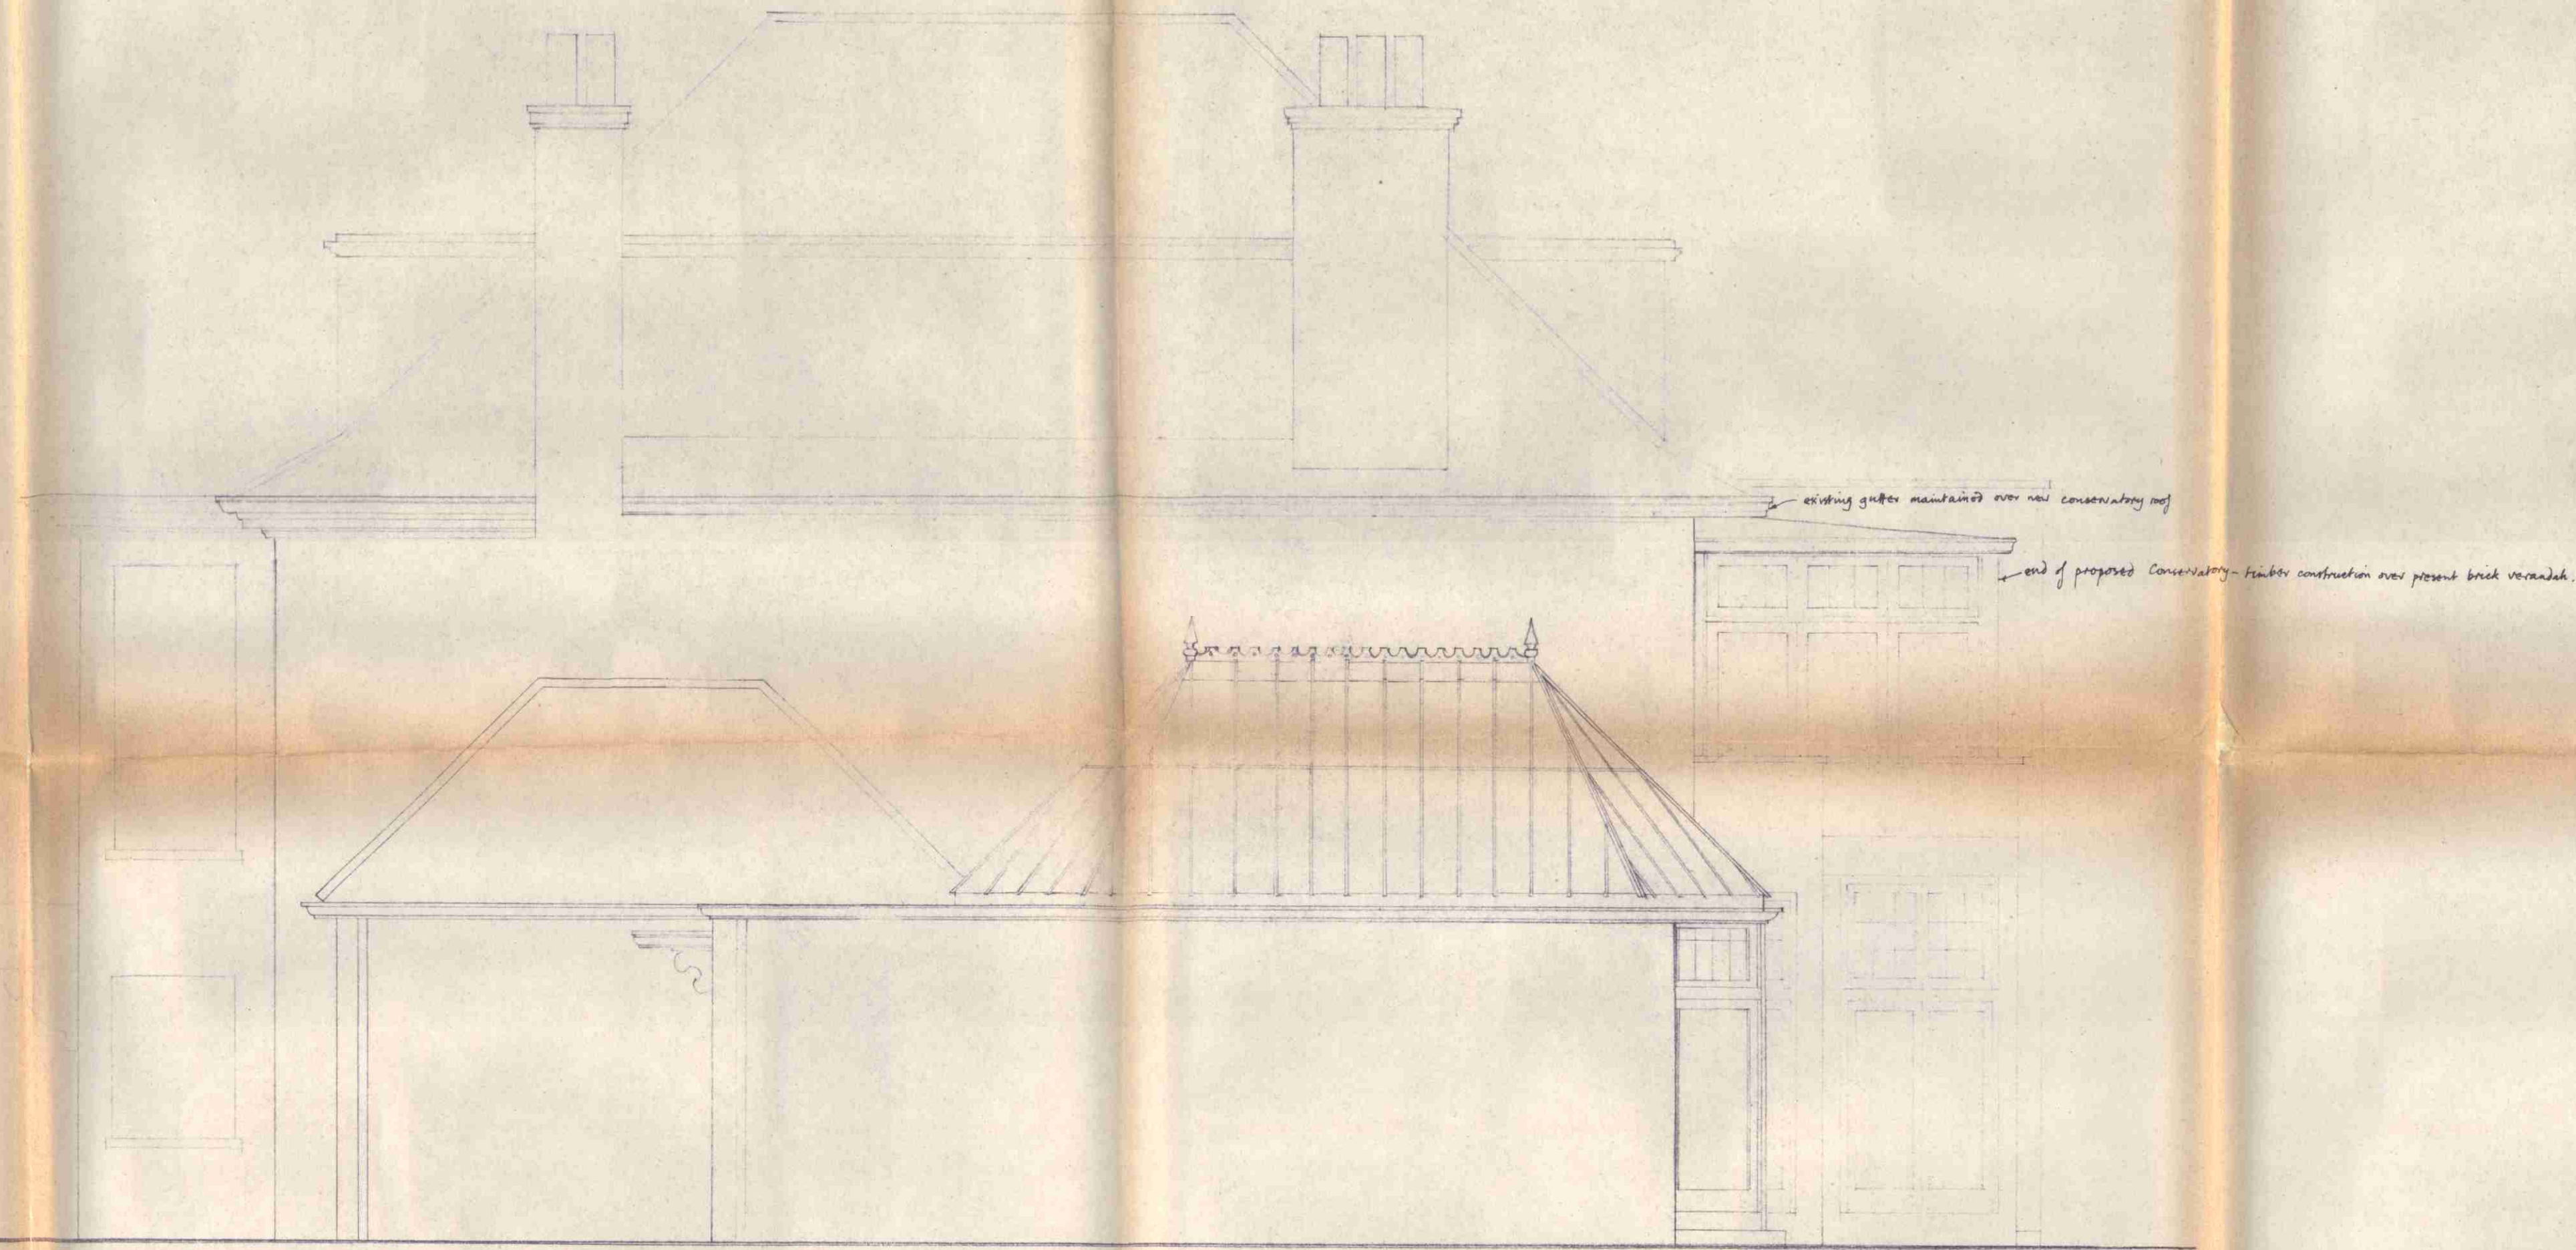 existing gutter maintained over new conservatory roof
end of proposed Conservatory - timber construction over present brick verandah.